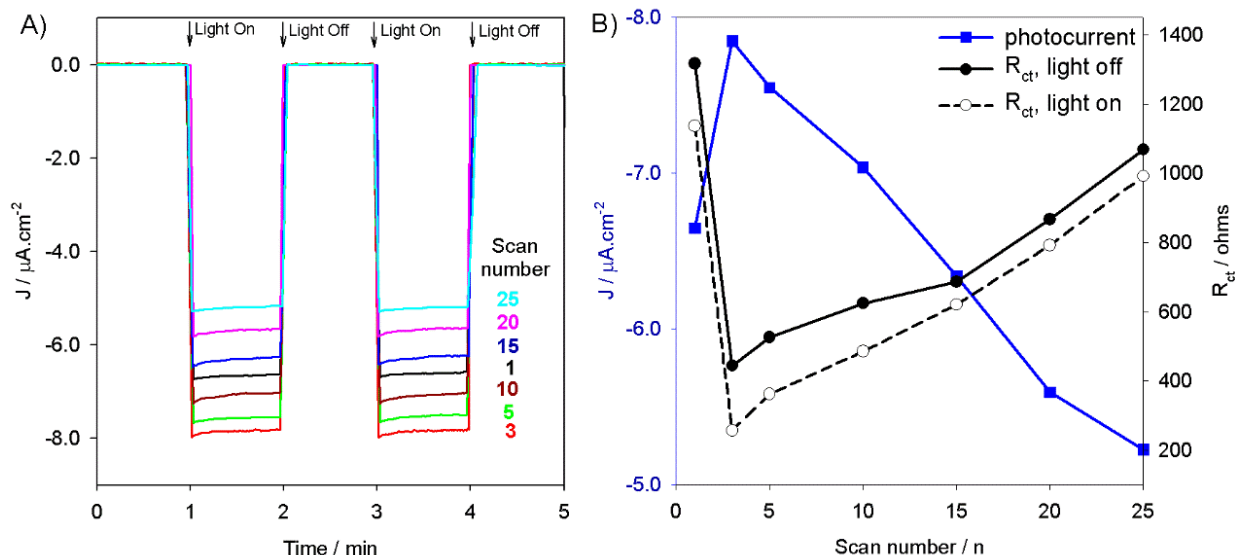 A)
Light On
Light Off
Light On
Light Off
0.0
-2.0
-4.0
-6.0
-8.0
J / μA.cm-2
Scan
number
25
20
15
1
10
5
3
0
1
2
3
4
5
Time / min
B)
-8.0
-7.0
-6.0
-5.0
J / μA.cm-2
photocurrent
Rct, light off
Rct, light on
1400
1200
1000
800
600
400
200
Rct / ohms
0
5
10
15
20
25
Scan number / n